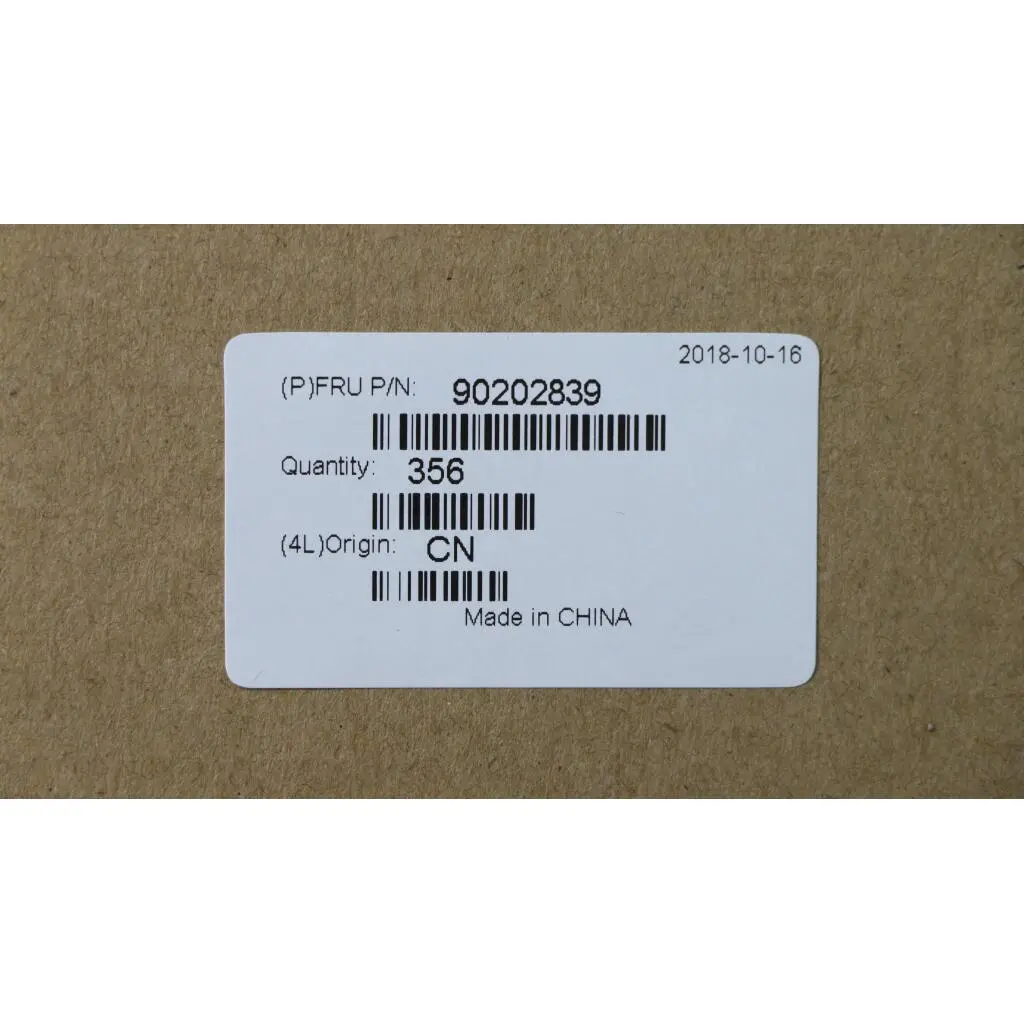 2018-10-16
(P)FRU P/N: 90202839
Quantity: 356
(4L)Origin: CN
Made in CHINA